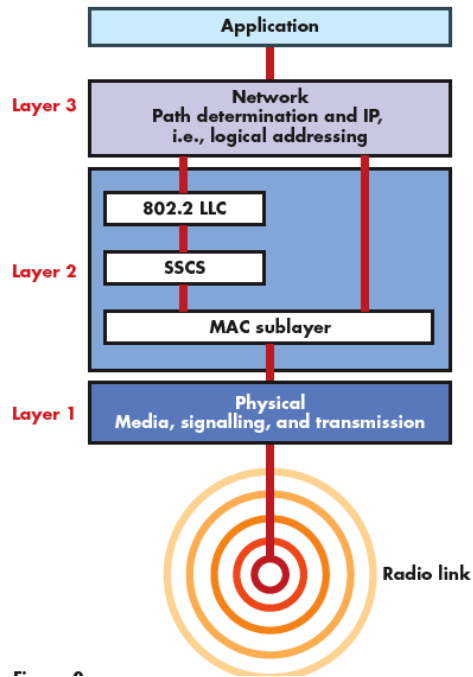 Application
Layer 3
Network
Path determination and IP,
i.e., logical addressing
802.2 LLC
Layer 2
SSCS
MAC sublayer
Layer 1
Physical
Media, signalling, and transmission
Radio link